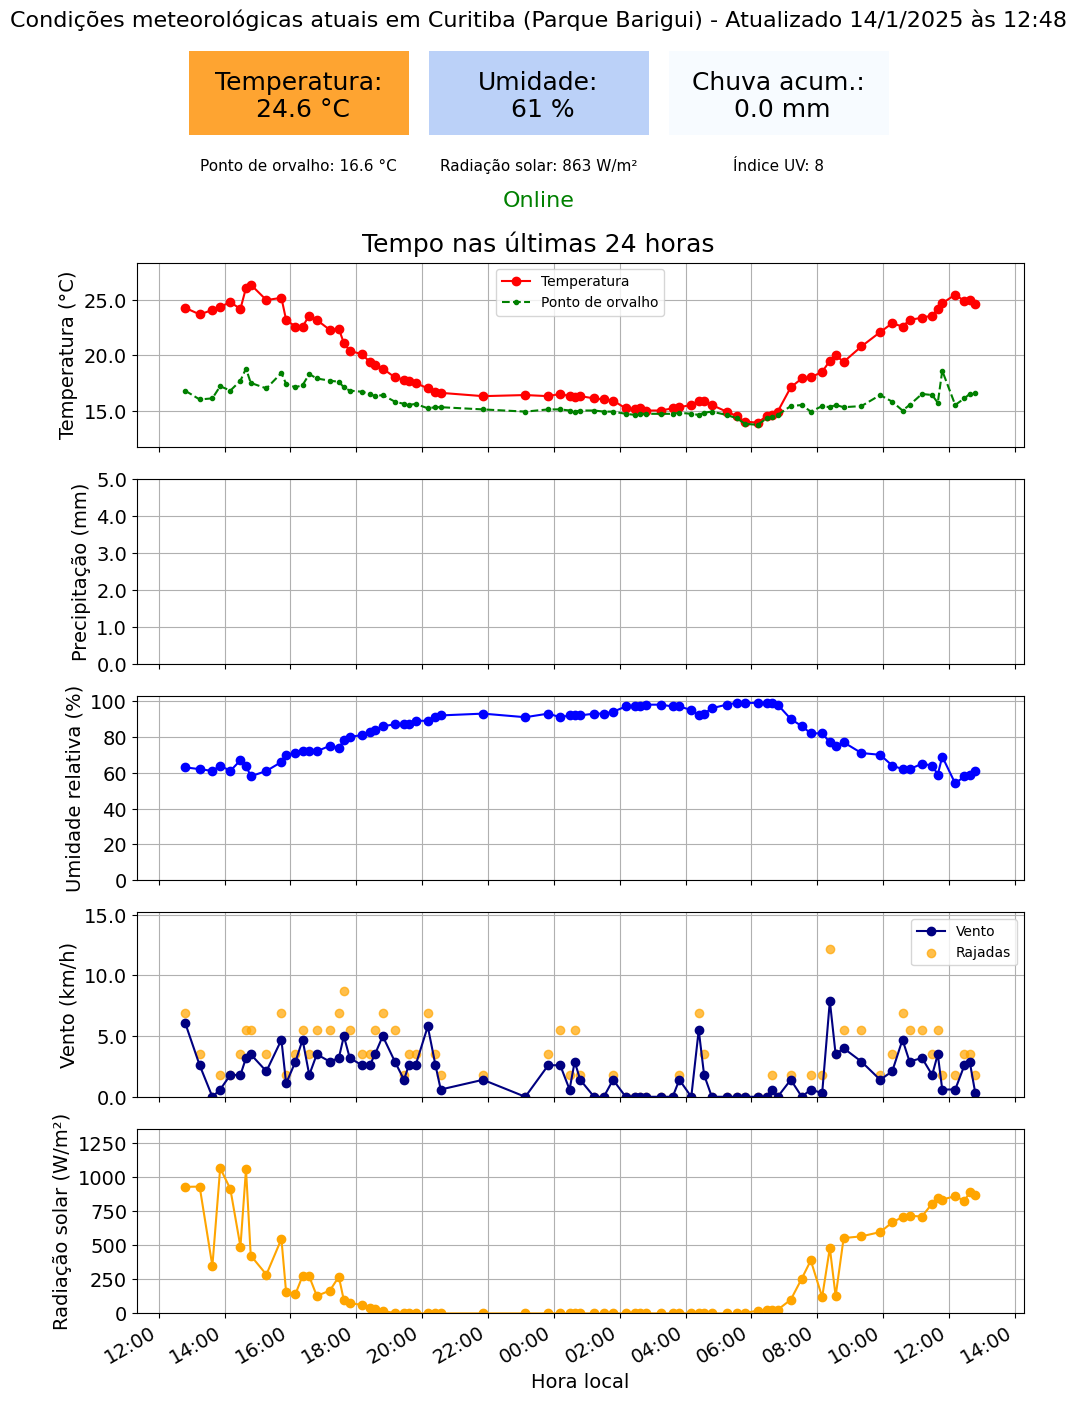 Condições meteorológicas atuais em Curitiba (Parque Barigui) - Atualizado 14/1/2025 às 12:48
Temperatura:
24.6 °C
Umidade:
61 %
Chuva acum.:
0.0 mm
Ponto de orvalho: 16.6 °C
Radiação solar: 863 W/m²
Índice UV: 8
Online
Tempo nas últimas 24 horas
Temperatura (°C)
25.0
20.0
15.0
Temperatura
Ponto de orvalho
Precipitação (mm)
5.0
4.0
3.0
2.0
1.0
0.0
Umidade relativa (%)
100
80
60
40
20
0
Vento (km/h)
15.0
10.0
5.0
0.0
Vento
Rajadas
Radiação solar (W/m²)
1250
1000
750
500
250
0
12:00
14:00
16:00
18:00
20:00
22:00
00:00
02:00
04:00
06:00
08:00
10:00
12:00
14:00
Hora local